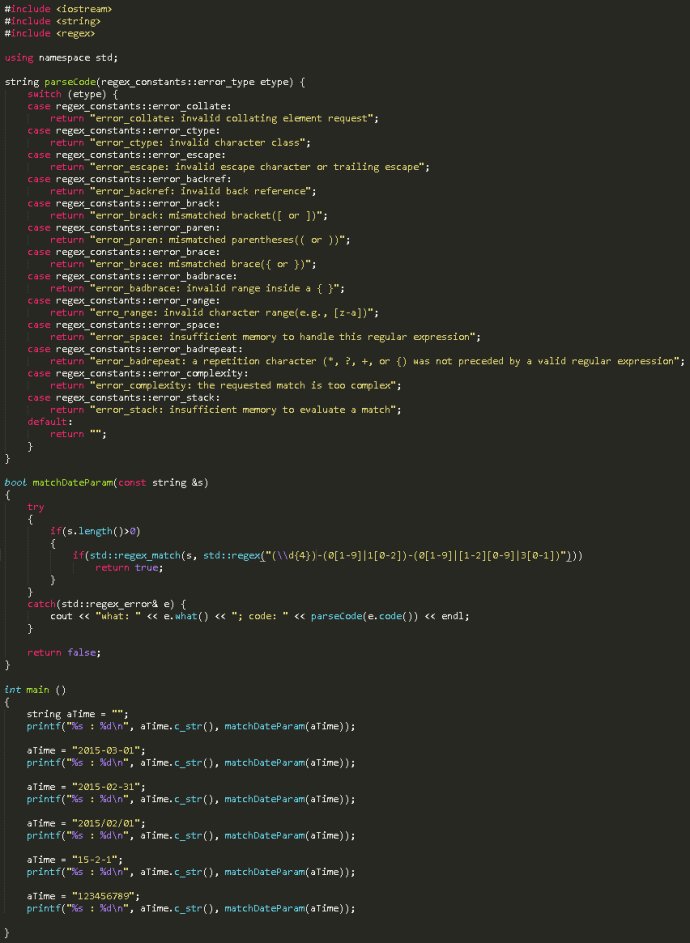 #include <iostream>
#include <string>
#include <regex>
using namespace std;
string parseCode(regex_constants::error_type etype) {
switch (etype) {
case regex_constants::error_collate:
return "error_collate: invalid collating element request";
case regex_constants::error_ctype:
return "error_ctype: invalid character class";
case regex_constants::error_escape:
return "error_escape: invalid escape character or trailing escape";
case regex_constants::error_backref:
return "error_backref: invalid back reference";
case regex_constants::error_brack:
return "error_brack: mismatched bracket([ or ])";
case regex_constants::error_paren:
return "error_paren: mismatched parentheses(( or ))";
case regex_constants::error_brace:
return "error_brace: mismatched brace({ or })";
case regex_constants::error_badbrace:
return "error_badbrace: invalid range inside a { }";
case regex_constants::error_range:
return "erro_range: invalid character range(e.g., [z-a])";
case regex_constants::error_space:
return "error_space: insufficient memory to handle this regular expression";
case regex_constants::error_badrepeat:
return "error_badrepeat: a repetition character (*, ?, +, or {) was not preceded by a valid regular expression";
case regex_constants::error_complexity:
return "error_complexity: the requested match is too complex";
case regex_constants::error_stack:
return "error_stack: insufficient memory to evaluate a match";
default:
return "";
}
}
bool matchDateParam(const string &s)
{
try
{
if(s.length()>0)
{
if(std::regex_match(s, std::regex("(\\d{4})-(0[1-9]|1[0-2])-(0[1-9]|[1-2][0-9]|3[0-1])")))
return true;
}
}
catch(std::regex_error& e) {
cout << "what: " << e.what() << "; code: " << parseCode(e.code()) << endl;
}
return false;
}
int main ()
{
string aTime = "";
printf("%s : %d\n", aTime.c_str(), matchDateParam(aTime));
aTime = "2015-03-01";
printf("%s : %d\n", aTime.c_str(), matchDateParam(aTime));
aTime = "2015-02-31";
printf("%s : %d\n", aTime.c_str(), matchDateParam(aTime));
aTime = "2015/02/01";
printf("%s : %d\n", aTime.c_str(), matchDateParam(aTime));
aTime = "15-2-1";
printf("%s : %d\n", aTime.c_str(), matchDateParam(aTime));
aTime = "123456789";
printf("%s : %d\n", aTime.c_str(), matchDateParam(aTime));
}